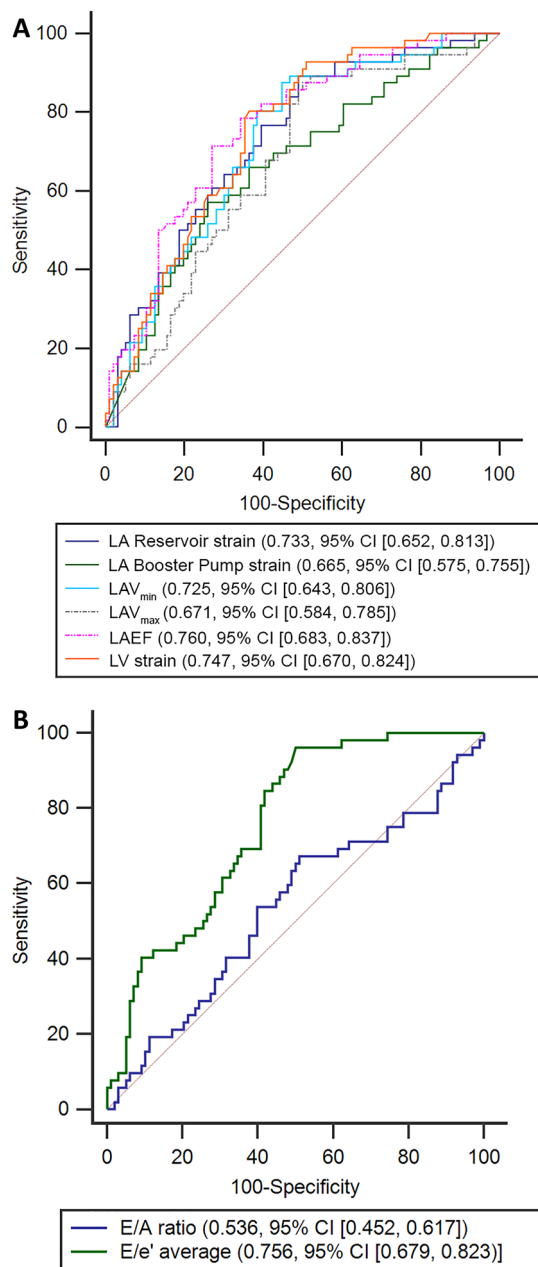 A
100
80
60
40
20
0
Sensitivity
0 20 40 60 80 100
100-Specificity
LA Reservoir strain (0.733, 95% CI [0.652, 0.813])
LA Booster Pump strain (0.665, 95% CI [0.575, 0.755)
LAVmin (0.725, 95% CI [0.643, 0.806])
LAVmax (0.671, 95% CI [0.584, 0.785])
LAEF (0.760, 95% CI [0.683, 0.837)
LV strain (0.747, 95% CI [0.670, 0.824])
B
100
80
60
40
20
0
Sensitivity
0 20 40 60 80 100
100-Specificity
E/A ratio (0.536, 95% CI [0.452, 0.617])
E/e' average (0.756, 95% CI [0.679, 0.823)]